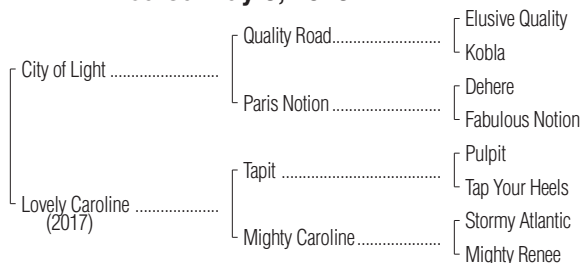 Elusive Quality
Quality Road
Kobla
City of Light
Dehere
Paris Notion
Fabulous Notion
Pulpit
Tapit
Tap Your Heels
Lovely Caroline
(2017)
Stormy Atlantic
Mighty Caroline
Mighty Renee